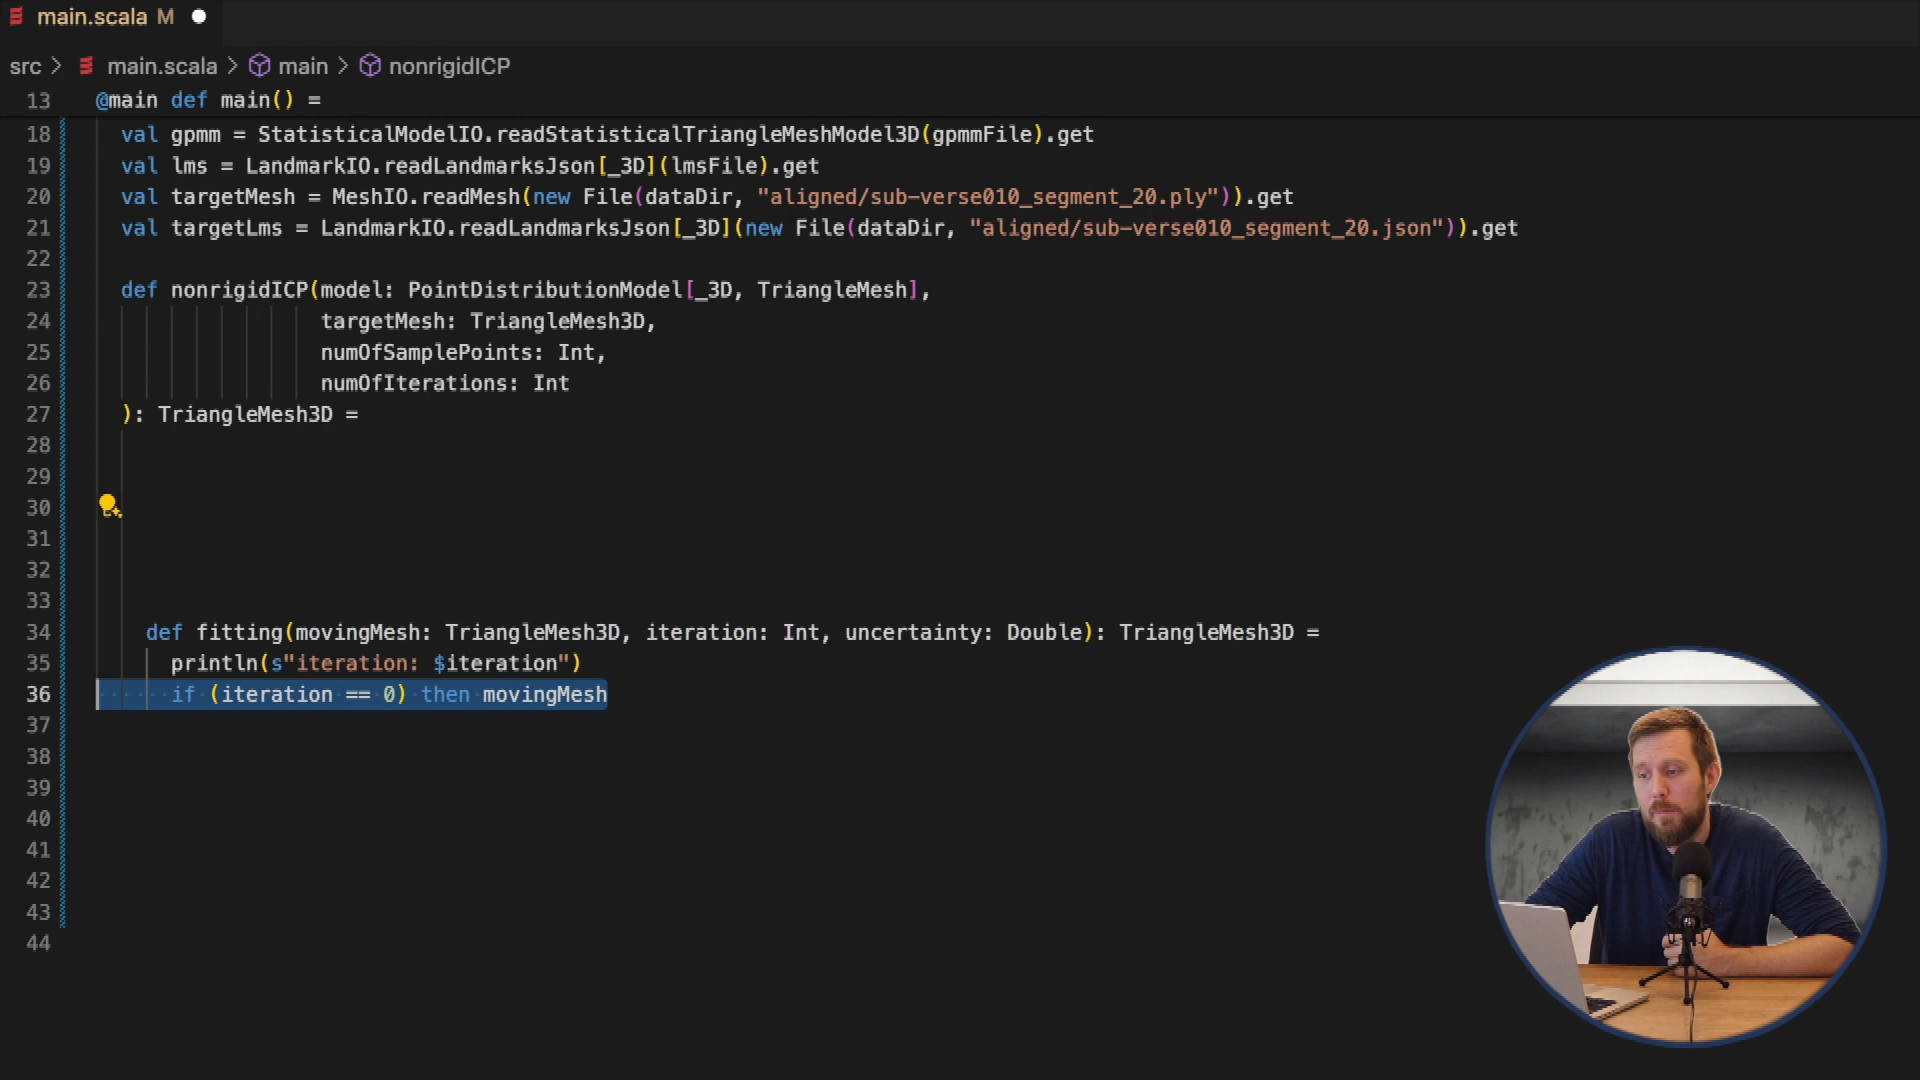 main.scala M
src > main.scala > main > nonrigidICP
13 @main def main() =
18 val gpmm = StatisticalModelIO.readStatisticalTriangleMeshModel3D(gpmmFile).get
19 val lms = LandmarkIO.readLandmarksJson[_3D](lmsFile).get
20 val targetMesh = MeshIO.readMesh(new File(dataDir, "aligned/sub-verse010_segment_20.ply")).get
21 val targetLms = LandmarkIO.readLandmarksJson[_3D](new File(dataDir, "aligned/sub-verse010_segment_20.json")).get
22
23 def nonrigidICP(model: PointDistributionModel[_3D, TriangleMesh],
24 targetMesh: TriangleMesh3D,
25 numOfSamplePoints: Int,
26 numOfIterations: Int
27 ): TriangleMesh3D =
28
29
30
31
32
33
34 def fitting(movingMesh: TriangleMesh3D, iteration: Int, uncertainty: Double): TriangleMesh3D =
35 println(s"iteration: $iteration")
36 if (iteration == 0) then movingMesh
37
38
39
40
41
42
43
44